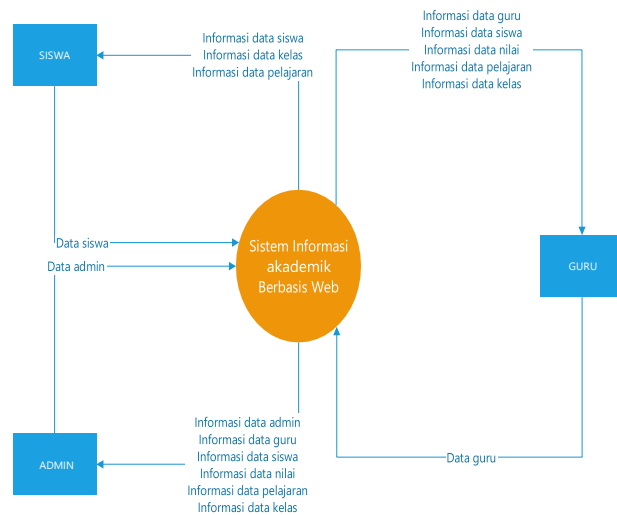 SISWA
Informasi data siswa
Informasi data kelas
Informasi data pelajaran
Informasi data guru
Informasi data siswa
Informasi data nilai
Informasi data pelajaran
Informasi data kelas
Data siswa
Data admin
Sistem Informasi
akademik
Berbasis Web
GURU
ADMIN
Informasi data admin
Informasi data guru
Informasi data siswa
Informasi data nilai
Informasi data pelajaran
Informasi data kelas
Data guru